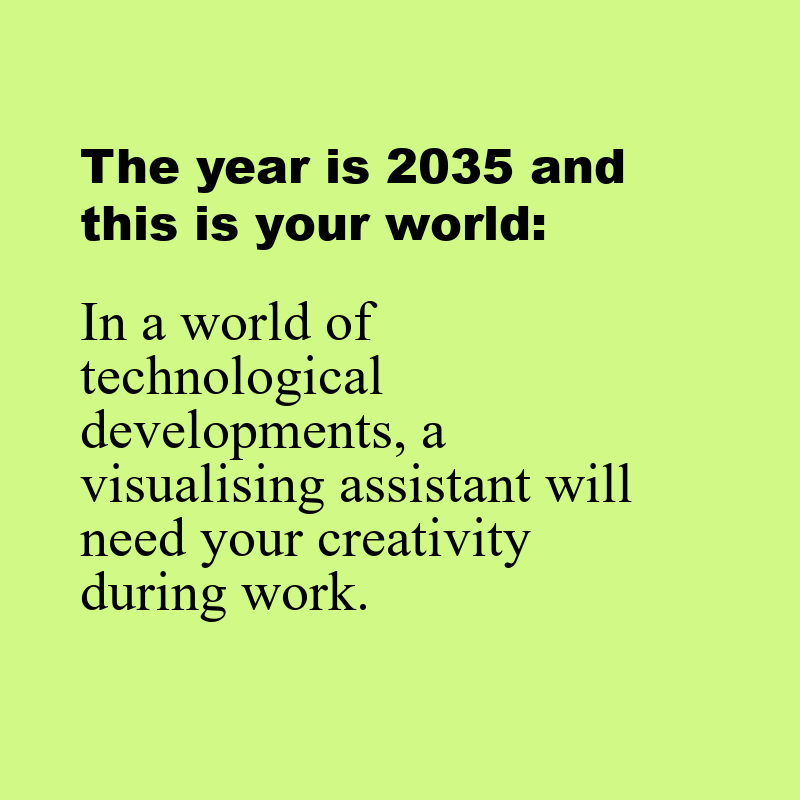 The year is 2035 and
this is your world:
In a world of
technological
developments, a
visualising assistant will
need your creativity
during work.